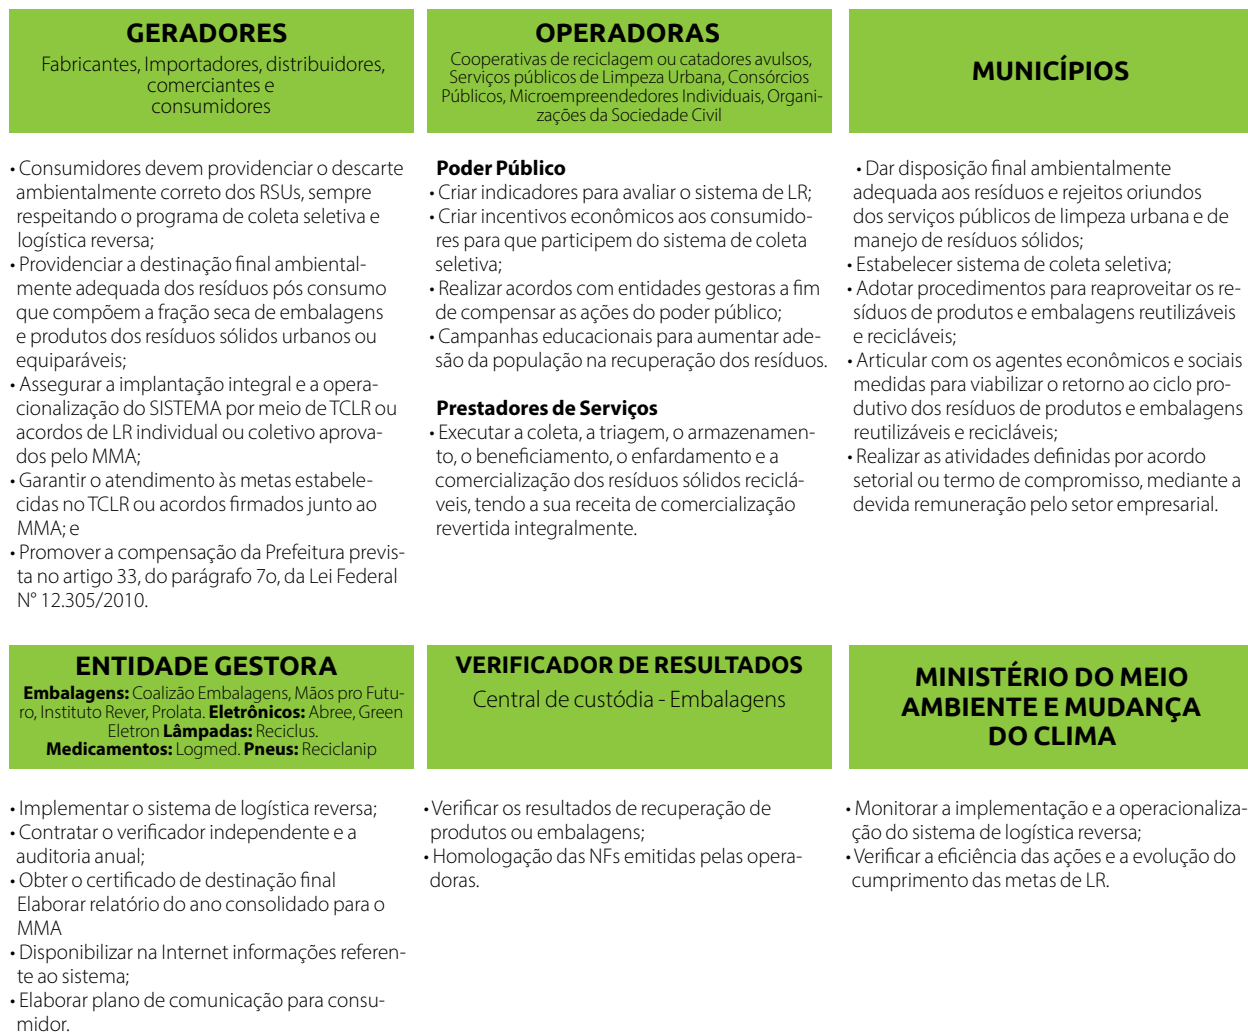 GERADORES
Fabricantes, Importadores, distribuidores,
comerciantes e
consumidores
• Consumidores devem providenciar o descarte
ambientalmente correto dos RSUs, sempre
respeitando o programa de coleta seletiva e
logística reversa;
• Providenciar a destinação final ambiental-
mente adequada dos resíduos pós consumo
que compõem a fração seca de embalagens
e produtos dos resíduos sólidos urbanos ou
equiparáveis;
• Assegurar a implantação integral e a opera-
cionalização do SISTEMA por meio de TCLR ou
acordos de LR individual ou coletivo aprova-
dos pelo MMA;
• Garantir o atendimento às metas estabele-
cidas no TCLR ou acordos firmados junto ao
MMA; e
• Promover a compensação da Prefeitura previs-
ta no artigo 33, do parágrafo 7o, da Lei Federal
N° 12.305/2010.
OPERADORAS
Cooperativas de reciclagem ou catadores avulsos,
Serviços públicos de Limpeza Urbana, Consórcios
Públicos, Microempreendedores Individuais, Organi-
zações da Sociedade Civil
Poder Público
• Criar indicadores para avaliar o sistema de LR;
• Criar incentivos econômicos aos consumido-
res para que participem do sistema de coleta
seletiva;
• Realizar acordos com entidades gestoras a fim
de compensar as ações do poder público;
• Campanhas educacionais para aumentar ade-
são da população na recuperação dos resíduos.
Prestadores de Serviços
• Executar a coleta, a triagem, o armazenamen-
to, o beneficiamento, o enfardamento e a
comercialização dos resíduos sólidos reciclá-
veis, tendo a sua receita de comercialização
revertida integralmente.
MUNICÍPIOS
• Dar disposição final ambientalmente
adequada aos resíduos e rejeitos oriundos
dos serviços públicos de limpeza urbana e de
manejo de resíduos sólidos;
• Estabelecer sistema de coleta seletiva;
• Adotar procedimentos para reaproveitar os re-
síduos de produtos e embalagens reutilizáveis
e recicláveis;
• Articular com os agentes econômicos e sociais
medidas para viabilizar o retorno ao ciclo pro-
dutivo dos resíduos de produtos e embalagens
reutilizáveis e recicláveis;
• Realizar as atividades definidas por acordo
setorial ou termo de compromisso, mediante a
devida remuneração pelo setor empresarial.
ENTIDADE GESTORA
Embalagens: Coalizão Embalagens, Mãos pro Futu-
ro, Instituto Rever, Prolata. Eletrônicos: Abree, Green
Eletron Lâmpadas: Reciclus.
Medicamentos: Logmed. Pneus: Reciclanip
• Implementar o sistema de logística reversa;
• Contratar o verificador independente e a
auditoria anual;
• Obter o certificado de destinação final
Elaborar relatório do ano consolidado para o
MMA
• Disponibilizar na Internet informações referen-
te ao sistema;
• Elaborar plano de comunicação para consu-
midor.
VERIFICADOR DE RESULTADOS
Central de custódia - Embalagens
• Verificar os resultados de recuperação de
produtos ou embalagens;
• Homologação das NFs emitidas pelas opera-
doras.
MINISTÉRIO DO MEIO
AMBIENTE E MUDANÇA
DO CLIMA
• Monitorar a implementação e a operacionaliza-
ção do sistema de logística reversa;
• Verificar a eficiência das ações e a evolução do
cumprimento das metas de LR.